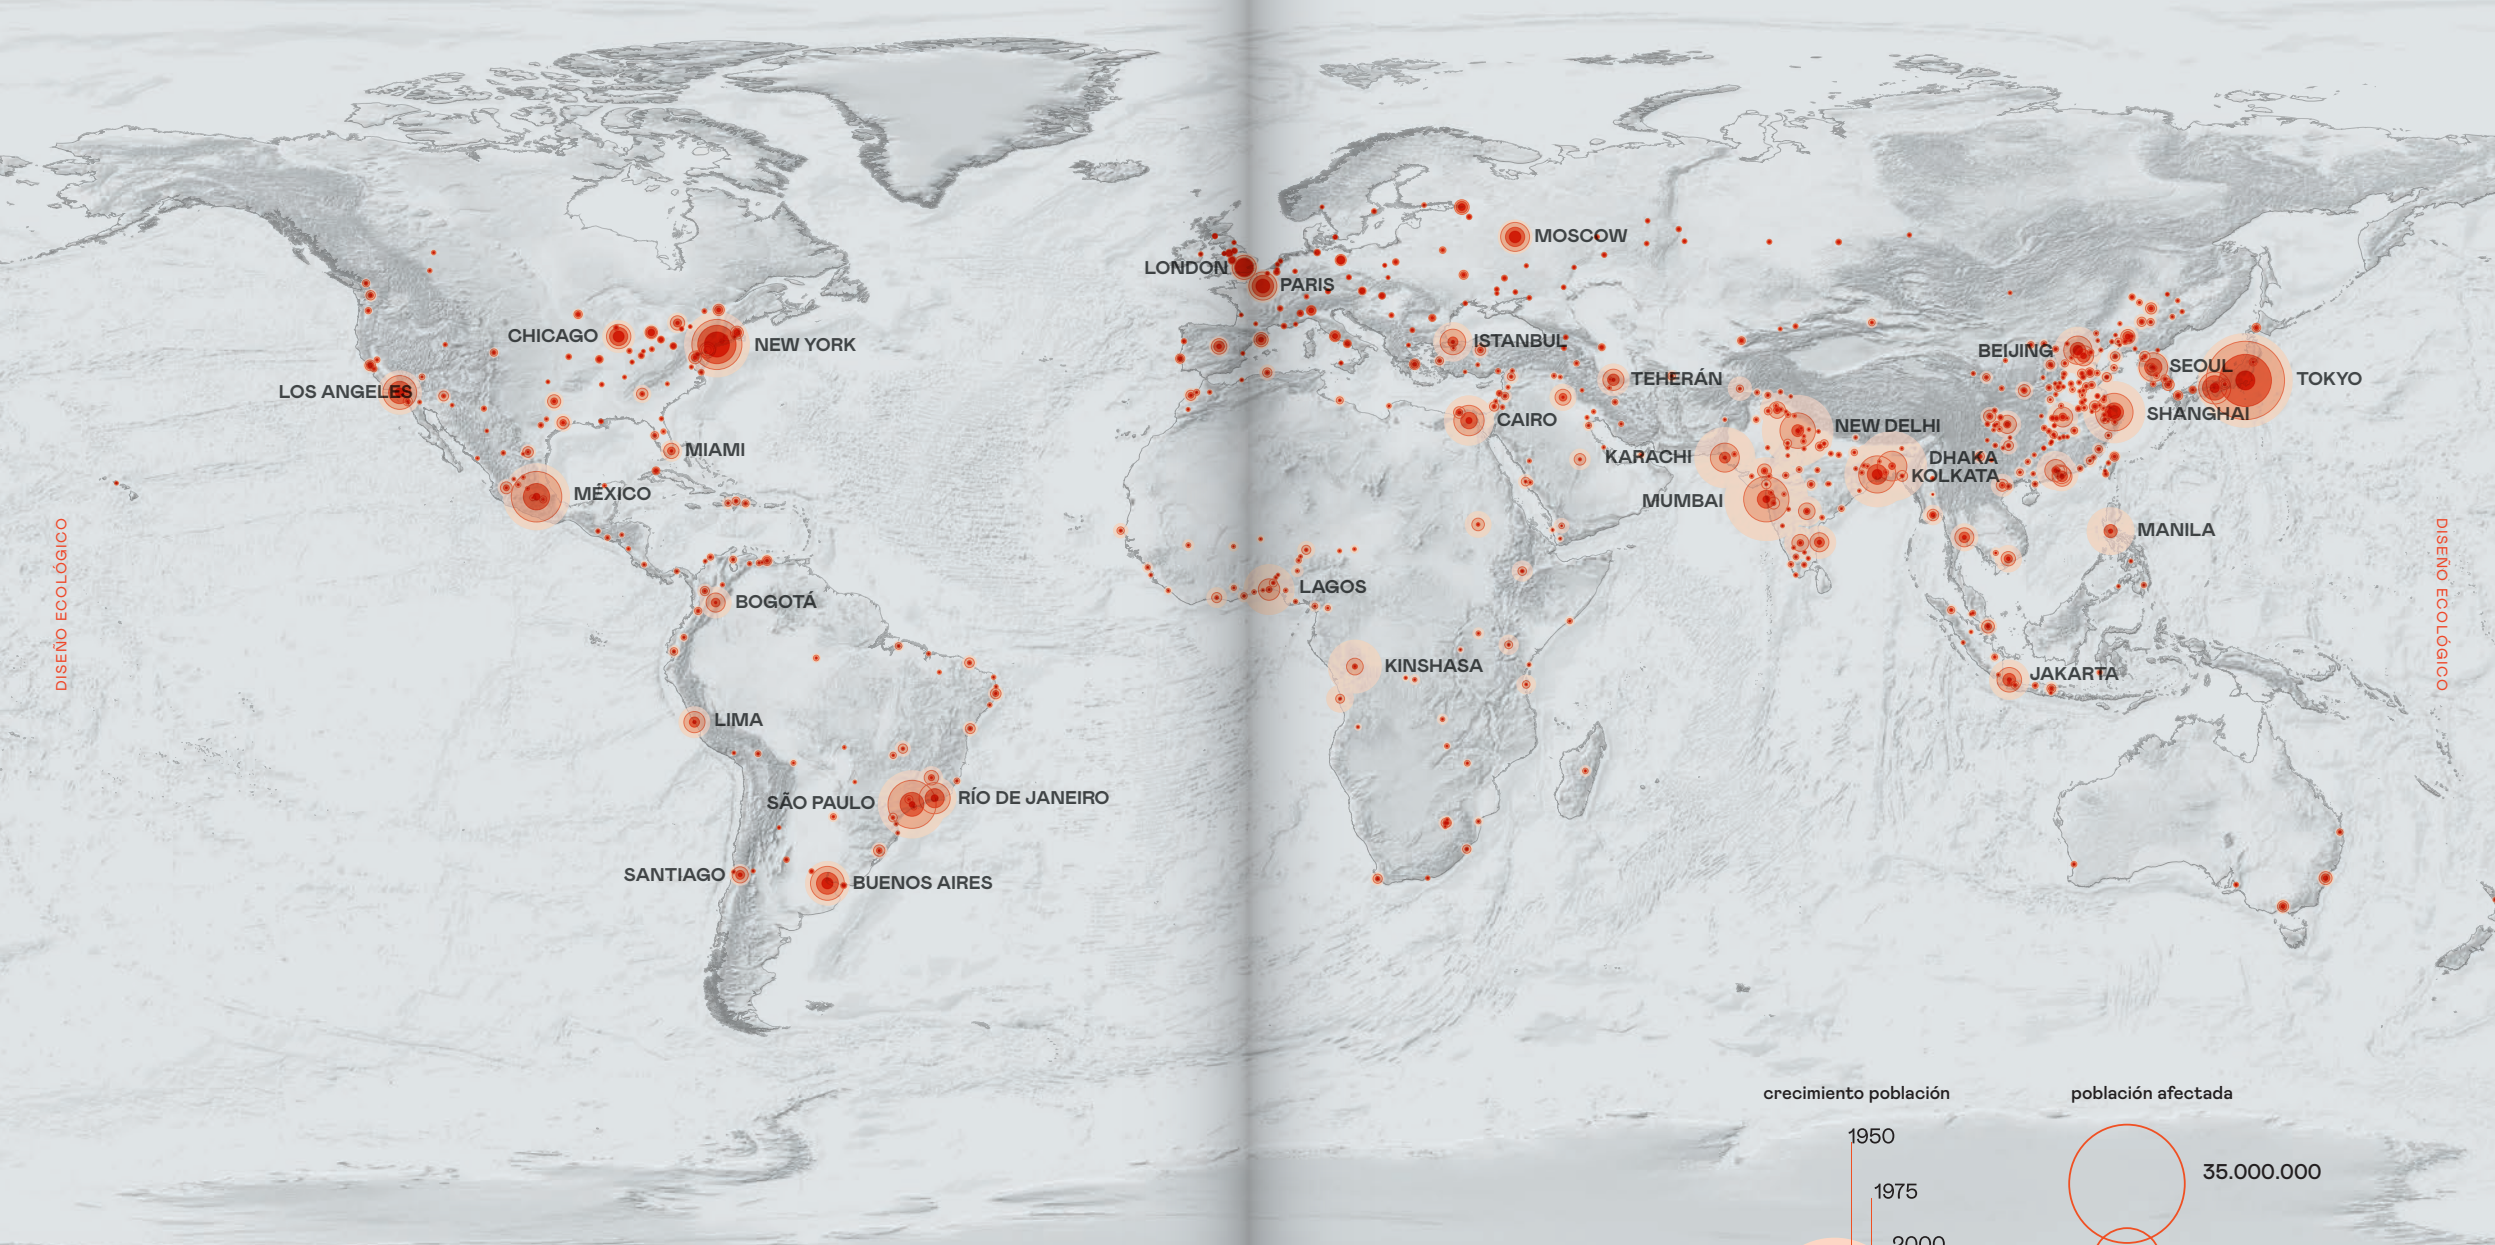 MOSCOW
LONDON
PARIS
CHICAGO
NEW YORK
ISTANBUL
BEIJING
SEOUL
TEHERÁN
TOKYO
LOS ANGELES
CAIRO
SHANGHAI
NEW DELHI
MIAMI
KARACHI
DHAKA
KOLKATA
MÉXICO
MUMBAI
MANILA
DISEÑO ECOLÓGICO
DISEÑO ECOLÓGICO
LAGOS
BOGOTÁ
KINSHASA
JAKARTA
LIMA
SÃO PAULO
RÍO DE JANEIRO
SANTIAGO
BUENOS AIRES
crecimiento población
población afectada
1950
35.000.000
1975
2000